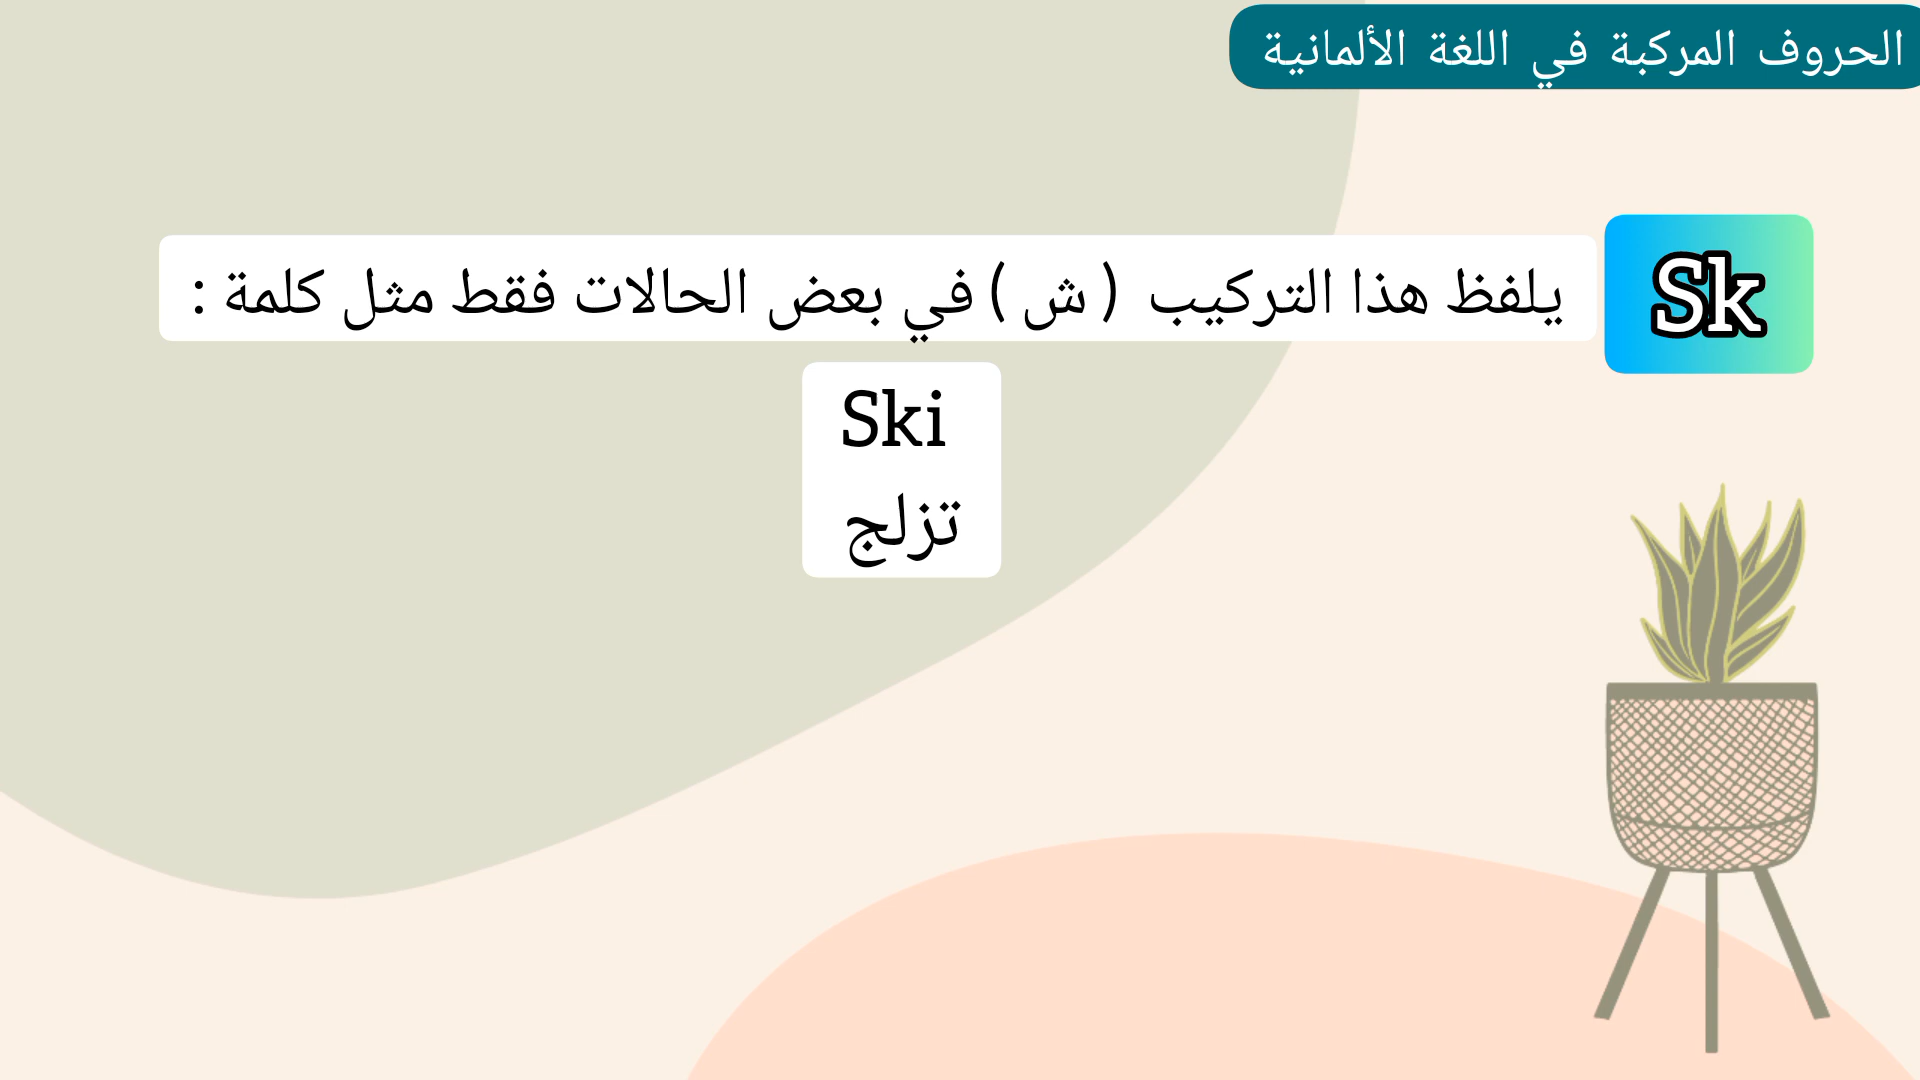 الحروف المركبة في اللغة الألمانية
Sk
يلفظ هذا التركيب ( ش ) في بعض الحالات فقط مثل كلمة :
Ski
تزلج